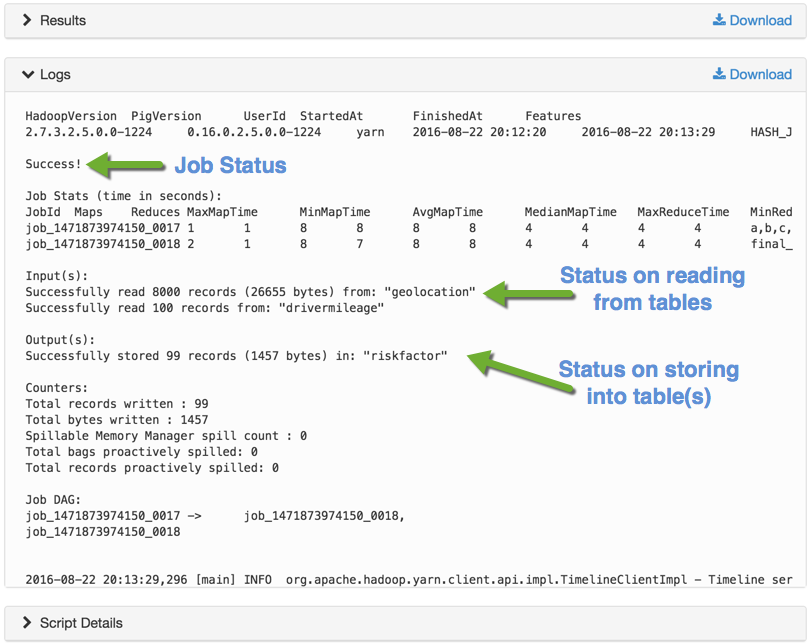 Results
Download
Logs
Download
HadoopVersion PigVersion UserId StartedAt FinishedAt Features
2.7.3.2.5.0.0-1224 0.16.0.2.5.0.0-1224 yarn 2016-08-22 20:12:20 2016-08-22 20:13:29 HASH_J
Success!
Job Status
Job Stats (time in seconds):
JobId Maps Reduces MaxMapTime MinMapTime AvgMapTime MedianMapTime MaxReduceTime MinRed
job_1471873974150_0017 1 1 8 8 8 8 4 4 4 4 a,b,c,
job_1471873974150_0018 2 1 8 7 8 8 4 4 4 4 final_
Input(s):
Successfully read 8000 records (26655 bytes) from: "geolocation"
Successfully read 100 records from: "drivermileage"
Status on reading
from tables
Output(s):
Successfully stored 99 records (1457 bytes) in: "riskfactor"
Status on storing
into table(s)
Counters:
Total records written : 99
Total bytes written : 1457
Spillable Memory Manager spill count : 0
Total bags proactively spilled: 0
Total records proactively spilled: 0
Job DAG:
job_1471873974150_0017 -> job_1471873974150_0018,
job_1471873974150_0018
2016-08-22 20:13:29,296 [main] INFO org.apache.hadoop.yarn.client.api.impl.TimelineClientImpl - Timeline ser
Script Details